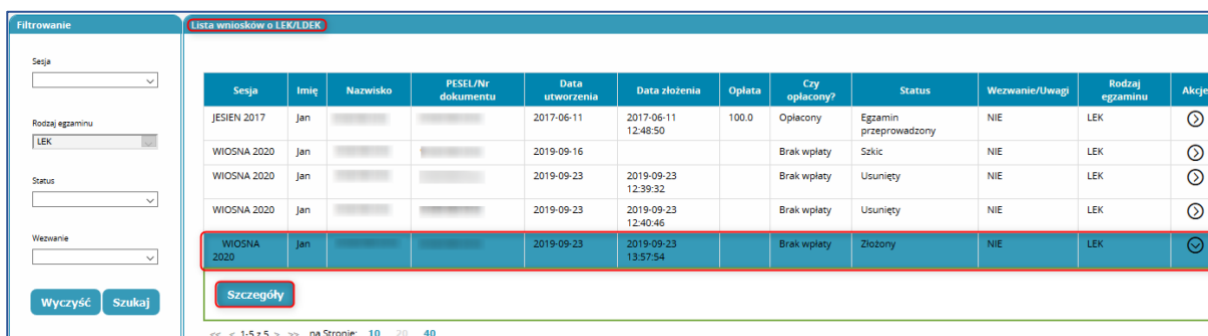 Filtrowanie
Lista wniosków o LEK/LDEK
Sesja
Rodzaj egzaminu
LEK
Status
Wezwanie
Wyczyść Szukaj
Sesja Imię Nazwisko PESEL/Nr dokumentu Data utworzenia Data złożenia Opłata Czy opłacony? Status Wezwanie/Uwagi Rodzaj egzaminu Akcje
JESIEN 2017 Jan 2017-06-11 2017-06-11 12:48:50 100.0 Opłacony Egzamin przeprowadzony NIE LEK
WIOSNA 2020 Jan 2019-09-16 Brak wpłaty Szkic NIE LEK
WIOSNA 2020 Jan 2019-09-23 2019-09-23 12:39:32 Brak wpłaty Usunięty NIE LEK
WIOSNA 2020 Jan 2019-09-23 2019-09-23 12:40:46 Brak wpłaty Usunięty NIE LEK
WIOSNA 2020 Jan 2019-09-23 2019-09-23 13:57:54 Brak wpłaty Złożony NIE LEK
Szczegóły
<< < 1-5 z 5 > >> na Stronie: 10 20 40